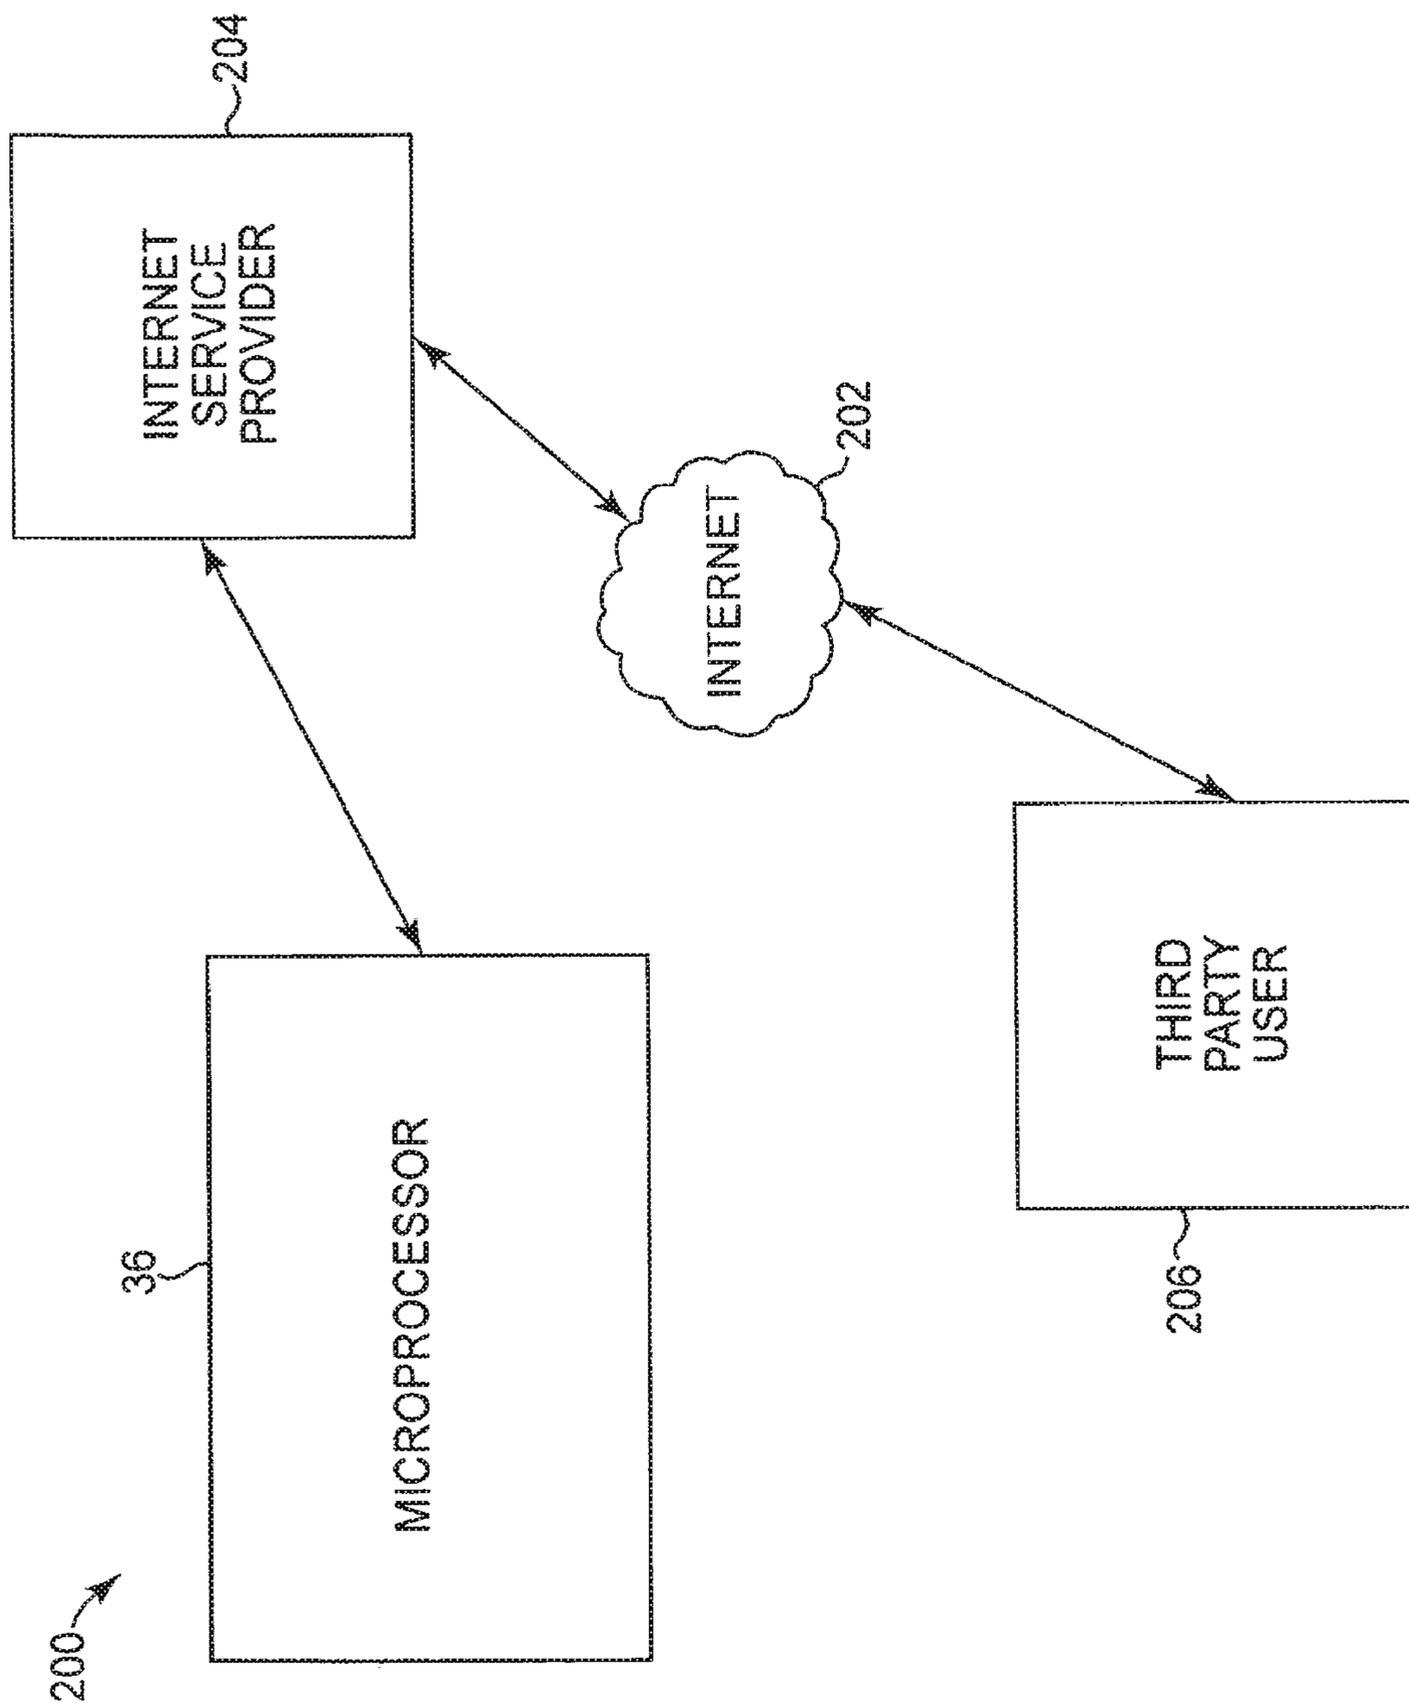 200
36
MICROPROCESSOR
204
INTERNET
SERVICE
PROVIDER
202
INTERNET
206
THIRD
PARTY
USER